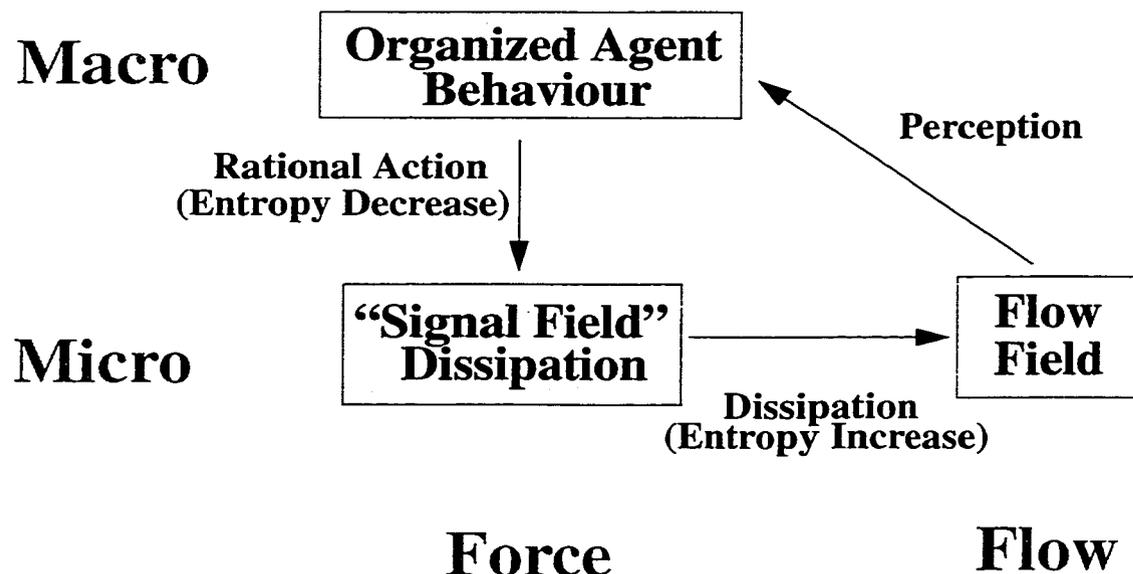 Macro
Organized Agent
Behaviour
Perception
Rational Action
(Entropy Decrease)
Micro
“Signal Field”
Dissipation
Flow
Field
Dissipation
(Entropy Increase)
Force
Flow